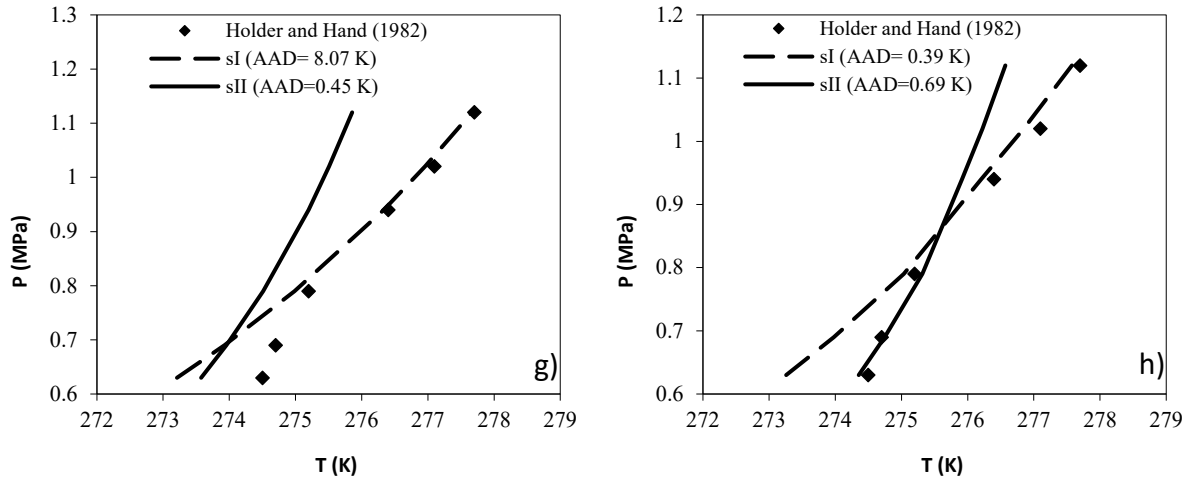 Holder and Hand (1982)
sI (AAD= 8.07 K)
sII (AAD=0.45 K)
1.3
1.2
1.1
1
0.9
0.8
0.7
0.6
P (MPa)
272 273 274 275 276 277 278 279
T (K)
g)
Holder and Hand (1982)
sI (AAD= 0.39 K)
sII (AAD=0.69 K)
1.2
1.1
1
0.9
0.8
0.7
0.6
P (MPa)
272 273 274 275 276 277 278 279
T (K)
h)